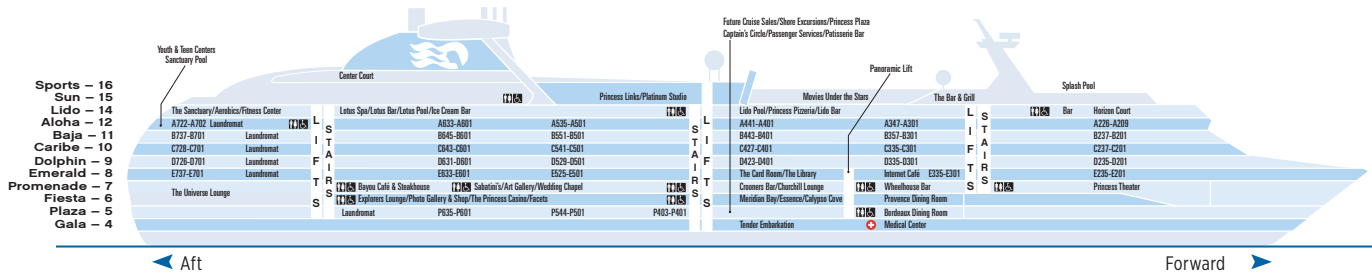 Future Cruise Sales/Shore Excursions/Princess Plaza
Captain's Circle/Passenger Services/Patisserie Bar
Youth & Teen Centers
Sanctuary Pool
Panoramic Lift
Center Court
Splash Pool
Sports – 16
Sun – 15
Princess Links/Platinum Studio
Movies Under the Stars
The Bar & Grill
Lido – 14
The Sanctuary/Aerobics/Fitness Center
Lotus Spa/Lotus Bar/Lotus Pool/Ice Cream Bar
Lido Pool/Princess Pizzeria/Lido Bar
Bar
Horizon Court
Aloha – 12
A722-A702 Laundromat
A633-A601
A535-A501
A441-A401
A347-A301
A226-A209
Baja – 11
B737-B701
Laundromat
B645-B601
B551-B501
B443-B401
B357-B301
B237-B201
Caribe – 10
C728-C701
Laundromat
C643-C601
C541-C501
C427-C401
C335-C301
C237-C201
Dolphin – 9
D726-D701
Laundromat
D631-D601
D529-D501
D423-D401
D335-D301
D235-D201
Emerald – 8
E737-E701
Laundromat
E633-E601
E525-E501
The Card Room/The Library
Internet Café E335-E301
E235-E201
Promenade – 7
The Universe Lounge
Bayou Café & Steakhouse
Sabatini's/Art Gallery/Wedding Chapel
Crooners Bar/Churchill Lounge
Wheelhouse Bar
Princess Theater
Fiesta – 6
Explorers Lounge/Photo Gallery & Shop/The Princess Casino/Facets
Meridian Bay/Essence/Calypso Cove
Provence Dining Room
Plaza – 5
Laundromat
P635-P601
P544-P501
P403-P401
Bordeaux Dining Room
Gala – 4
Tender Embarkation
Medical Center
LIFTS
STAIRS
STAIRS
LIFTS
LIFTS
STAIRS
Aft
Forward